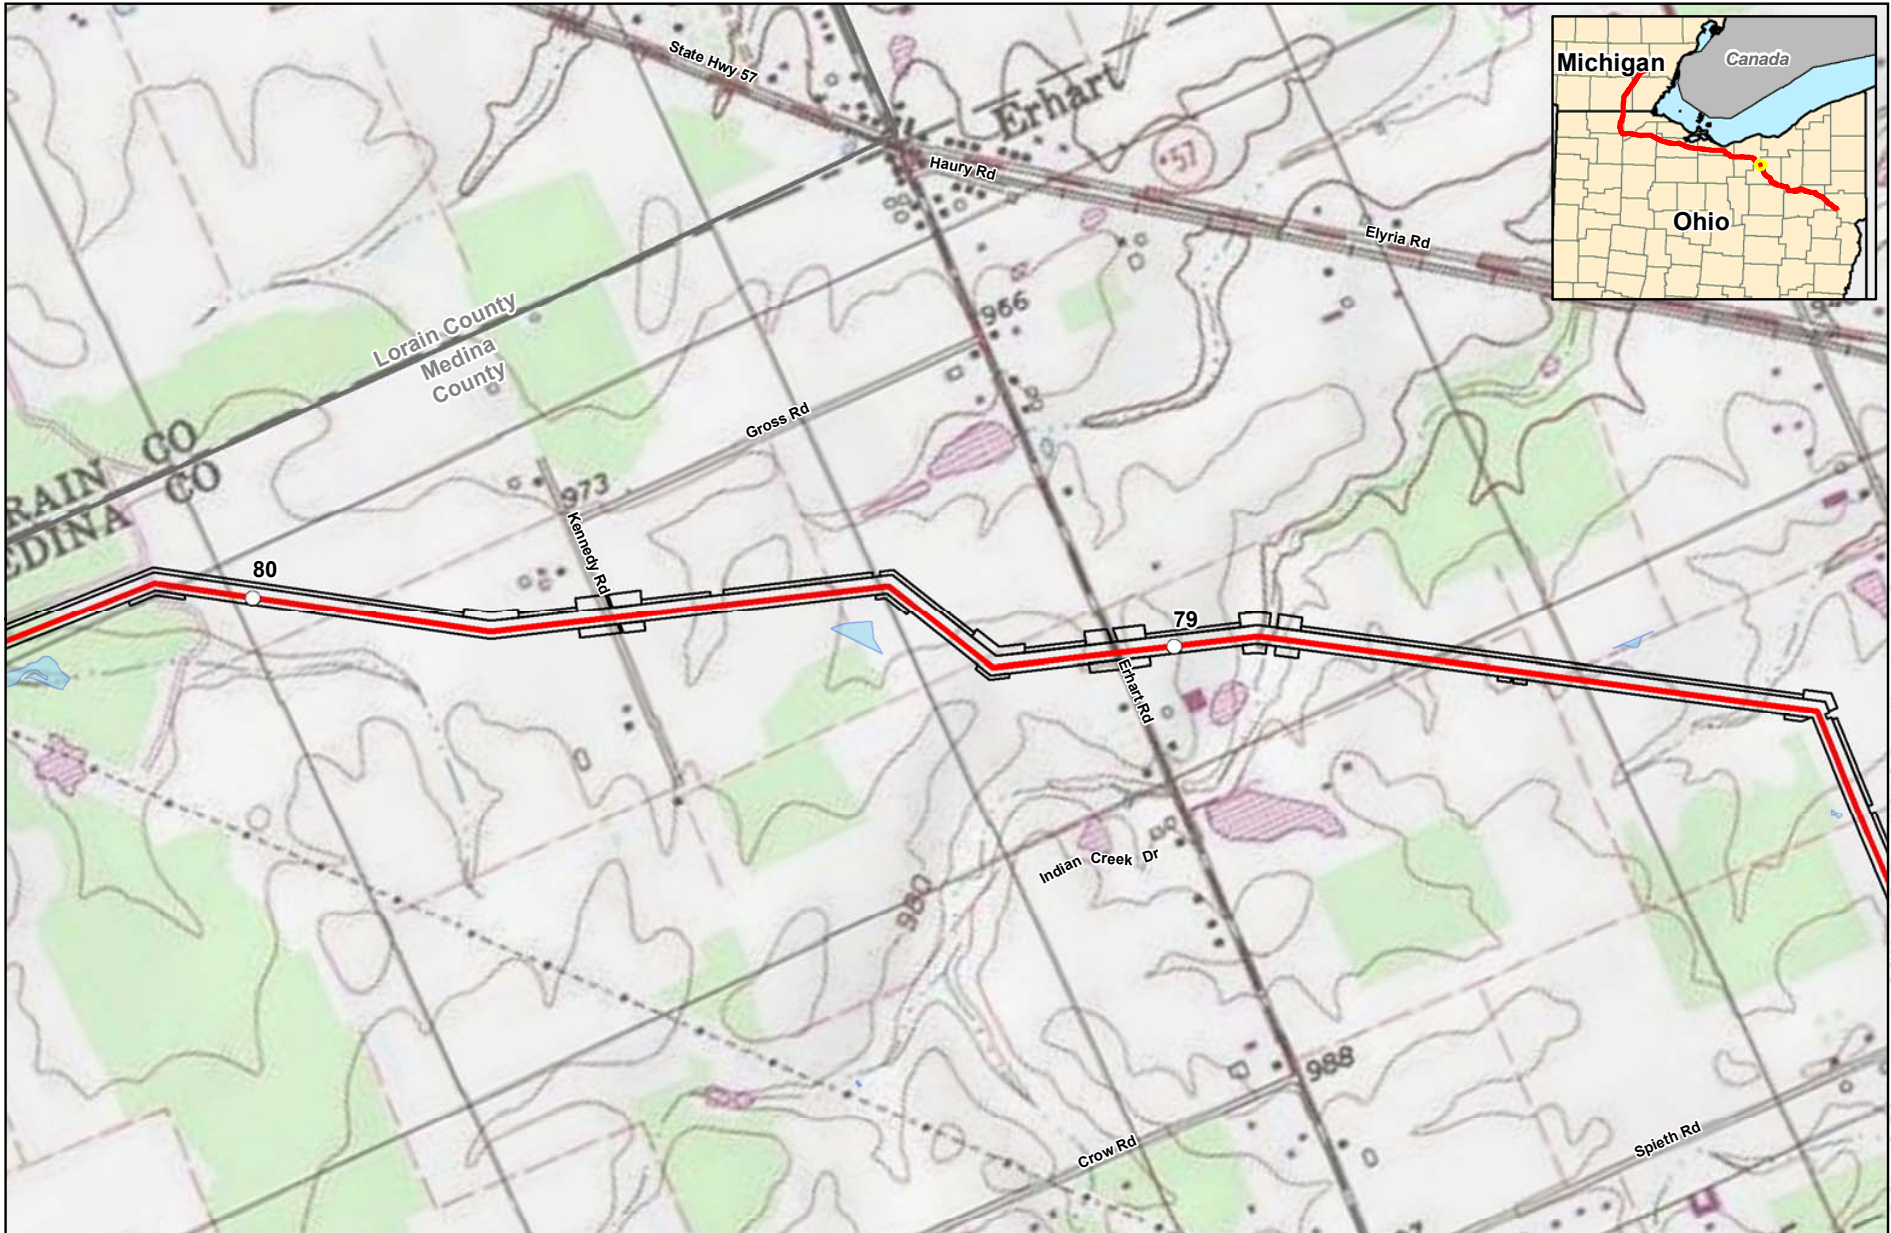 State Hwy 57
Erhart
57
Haury Rd
Elyria Rd
Michigan
Canada
Ohio
966
Lorain County
Medina
County
Gross Rd
RAIN CO
EDINA CO
973
Kennedy Rd
80
79
Erhart Rd
Indian Creek Dr
980
988
Crow Rd
Spieth Rd